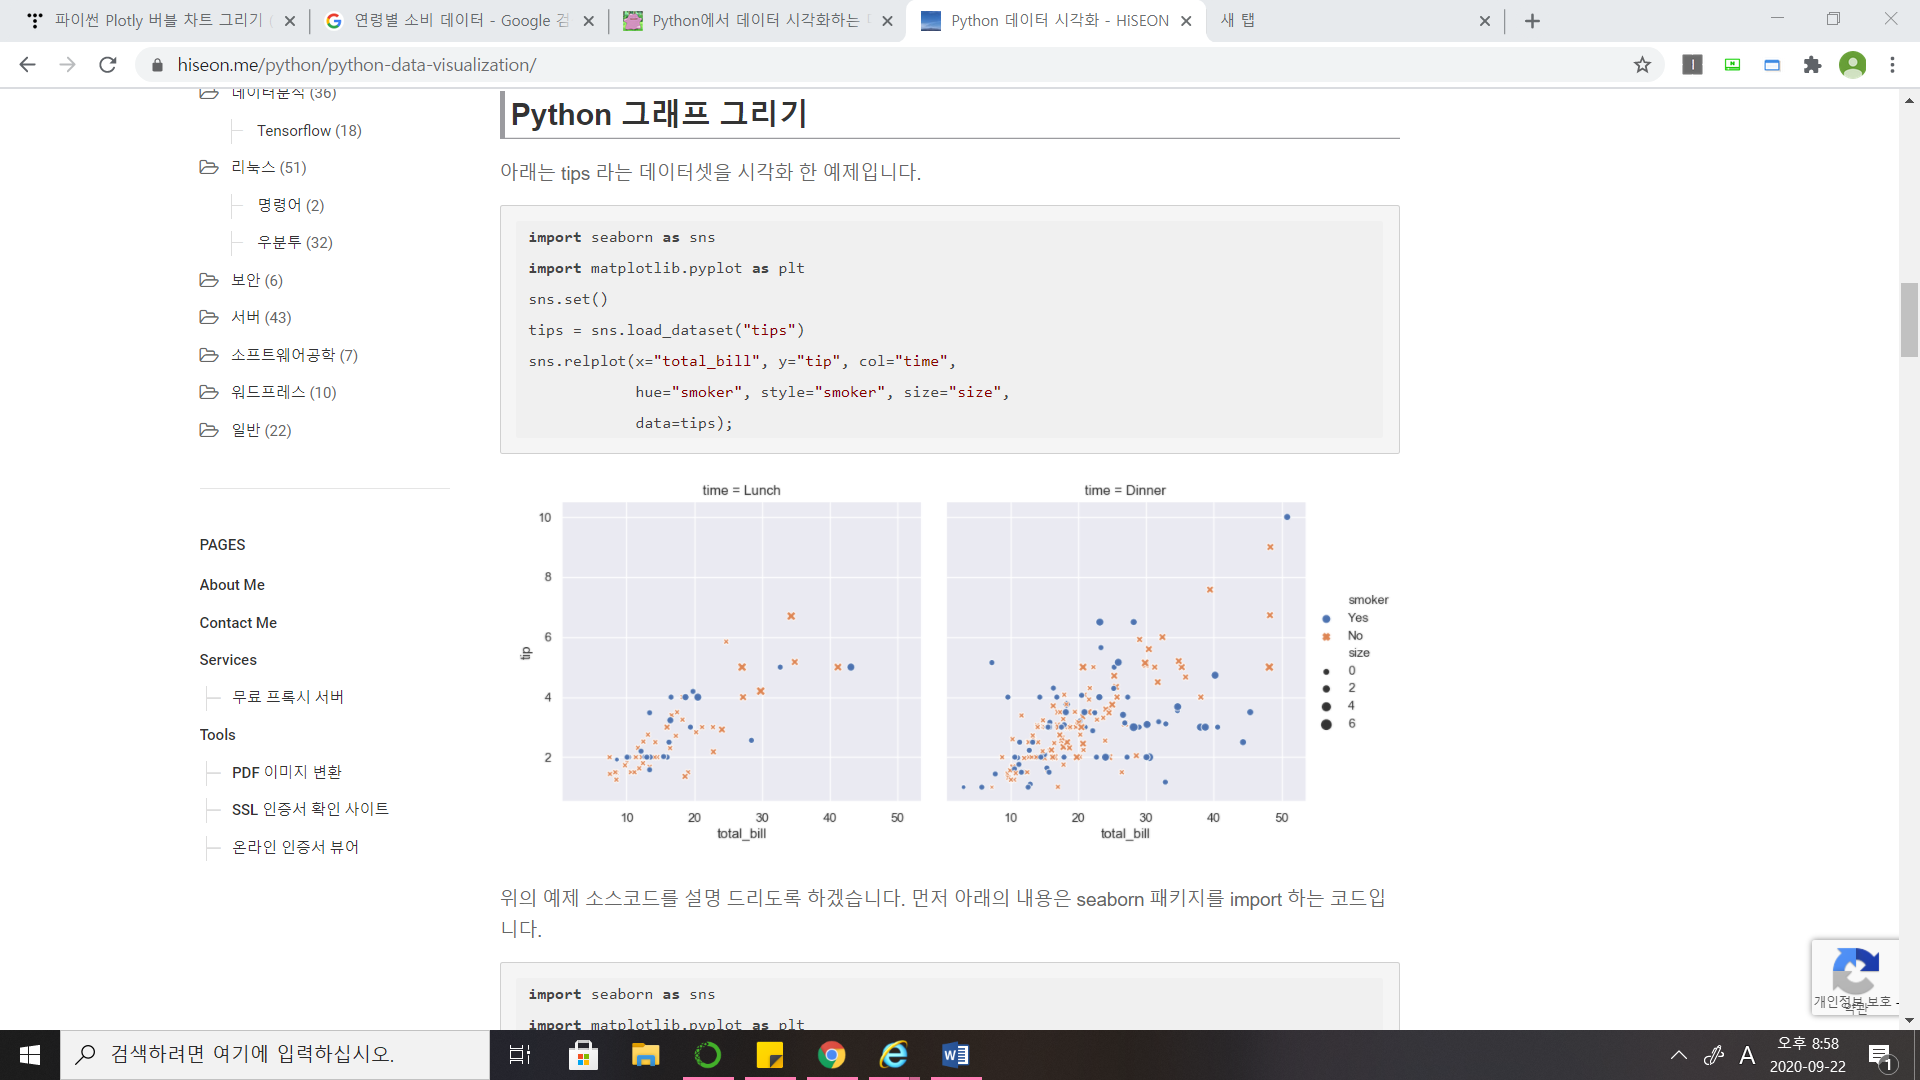 파이썬 Plotly 버블 차트 그리기
연령별 소비 데이터 - Google 검
Python에서 데이터 시각화하는
Python 데이터 시각화 - HiSEON
새 탭
hiseon.me/python/python-data-visualization/
데이터분석 (36)
Tensorflow (18)
리눅스 (51)
명령어 (2)
우분투 (32)
보안 (6)
서버 (43)
소프트웨어공학 (7)
워드프레스 (10)
일반 (22)
PAGES
About Me
Contact Me
Services
무료 프록시 서버
Tools
PDF 이미지 변환
SSL 인증서 확인 사이트
온라인 인증서 뷰어
Python 그래프 그리기
아래는 tips 라는 데이터셋을 시각화 한 예제입니다.
import seaborn as sns
import matplotlib.pyplot as plt
sns.set()
tips = sns.load_dataset("tips")
sns.relplot(x="total_bill", y="tip", col="time",
hue="smoker", style="smoker", size="size",
data=tips);
time = Lunch
time = Dinner
10
8
6
4
2
tip
10 20 30 40 50
total_bill
10 20 30 40 50
total_bill
smoker
Yes
No
size
0
2
4
6
위의 예제 소스코드를 설명 드리도록 하겠습니다. 먼저 아래의 내용은 seaborn 패키지를 import 하는 코드입
니다.
import seaborn as sns
import matplotlib.pyplot as plt
개인정보 보호 -
약관
검색하려면 여기에 입력하십시오.
A
오후 8:58
2020-09-22
1